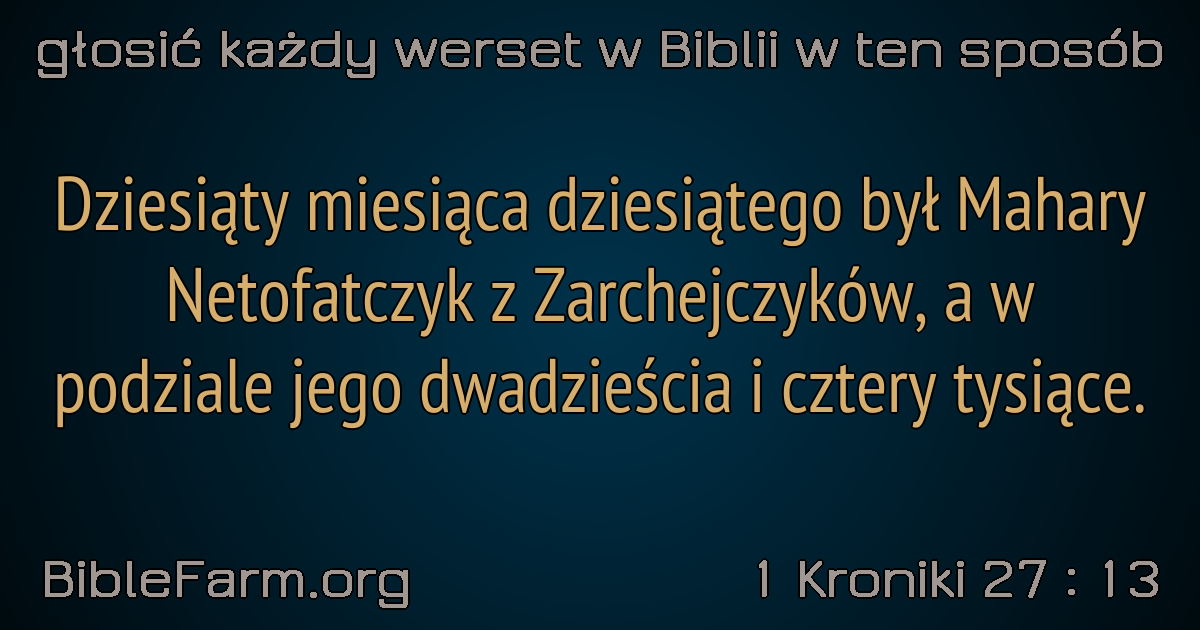 głosić każdy werset w Biblii w ten sposób
Dziesiąty miesiąca dziesiątego był Mahary
Netofatczyk z Zarchejczyków, a w
podziale jego dwadzieścia i cztery tysiące.
BibleFarm.org
1 Kroniki 27 : 13